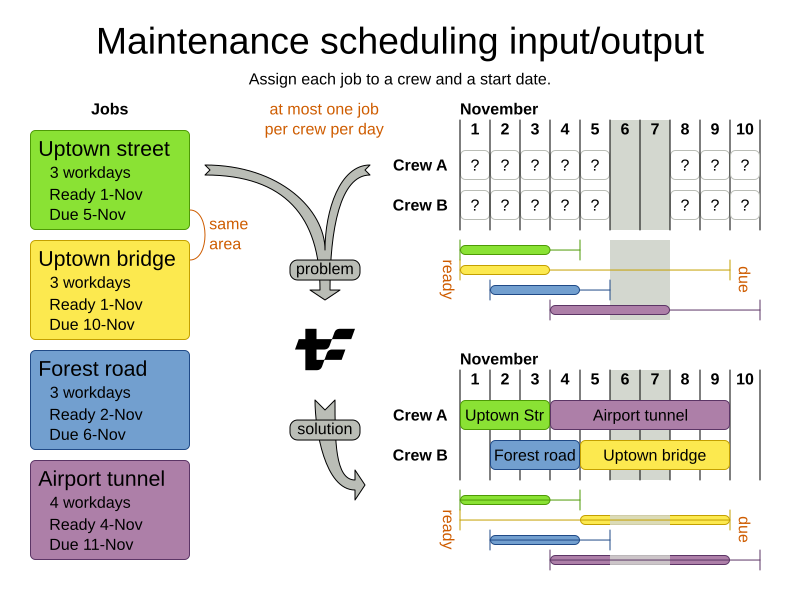 Maintenance scheduling input/output
Assign each job to a crew and a start date.
Jobs
at most one job
per crew per day
Uptown street
3 workdays
Ready 1-Nov
Due 5-Nov
same
area
Uptown bridge
3 workdays
Ready 1-Nov
Due 10-Nov
Forest road
3 workdays
Ready 2-Nov
Due 6-Nov
Airport tunnel
4 workdays
Ready 4-Nov
Due 11-Nov
problem
solution
November
1 2 3 4 5 6 7 8 9 10
Crew A ? ? ? ? ? ? ? ?
Crew B ? ? ? ? ? ? ? ?
ready
due
November
1 2 3 4 5 6 7 8 9 10
Crew A Uptown Str Airport tunnel
Crew B Forest road Uptown bridge
ready
due